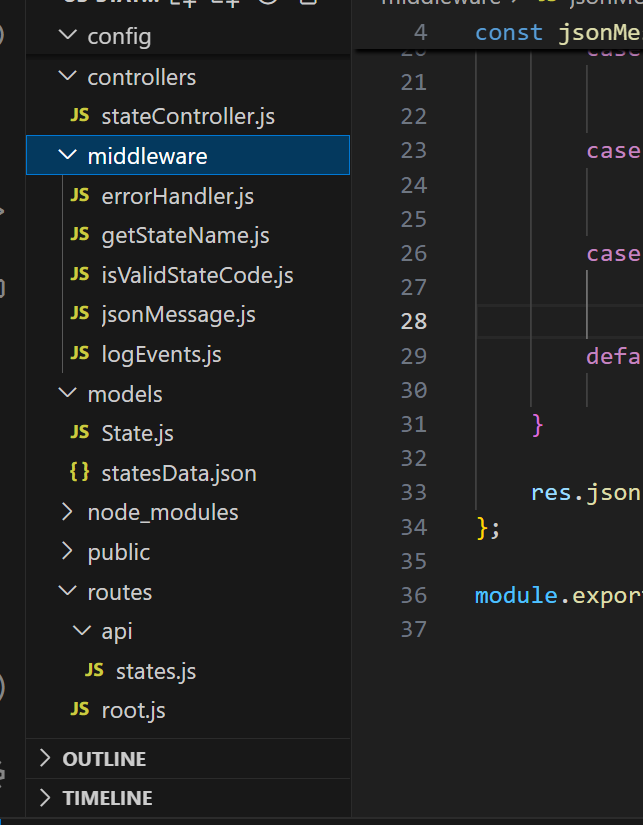 config
controllers
JS stateController.js
middleware
JS errorHandler.js
JS getStateName.js
JS isValidStateCode.js
JS jsonMessage.js
JS logEvents.js
models
JS State.js
{} statesData.json
node_modules
public
routes
api
JS states.js
JS root.js
OUTLINE
TIMELINE
middleware
4 const jsonMe
20 case
21
22
23 case
24
25
26 case
27
28
29 defa
30
31 }
32
33 res.json
34 };
35
36 module.expor
37